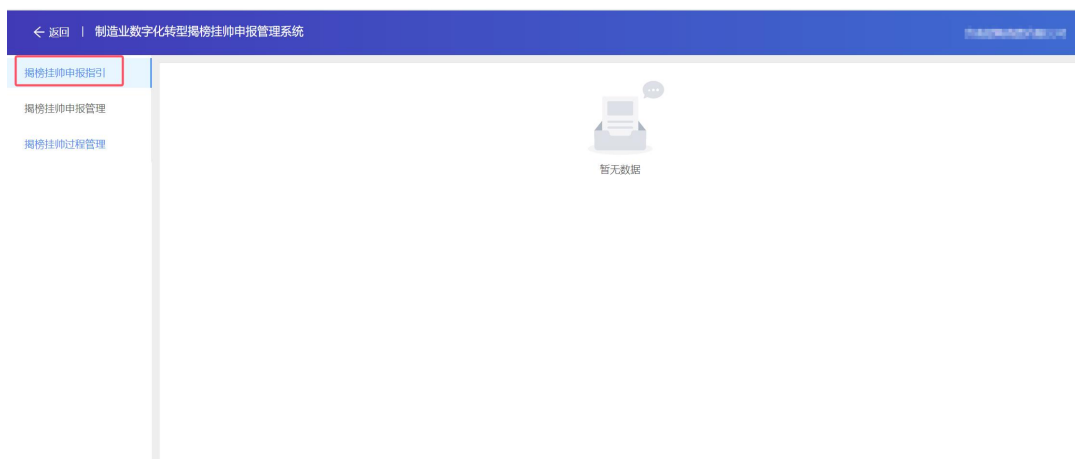 ← 返回 | 制造业数字化转型揭榜挂帅申报管理系统
揭榜挂帅申报指引
揭榜挂帅申报管理
揭榜挂帅过程管理
暂无数据